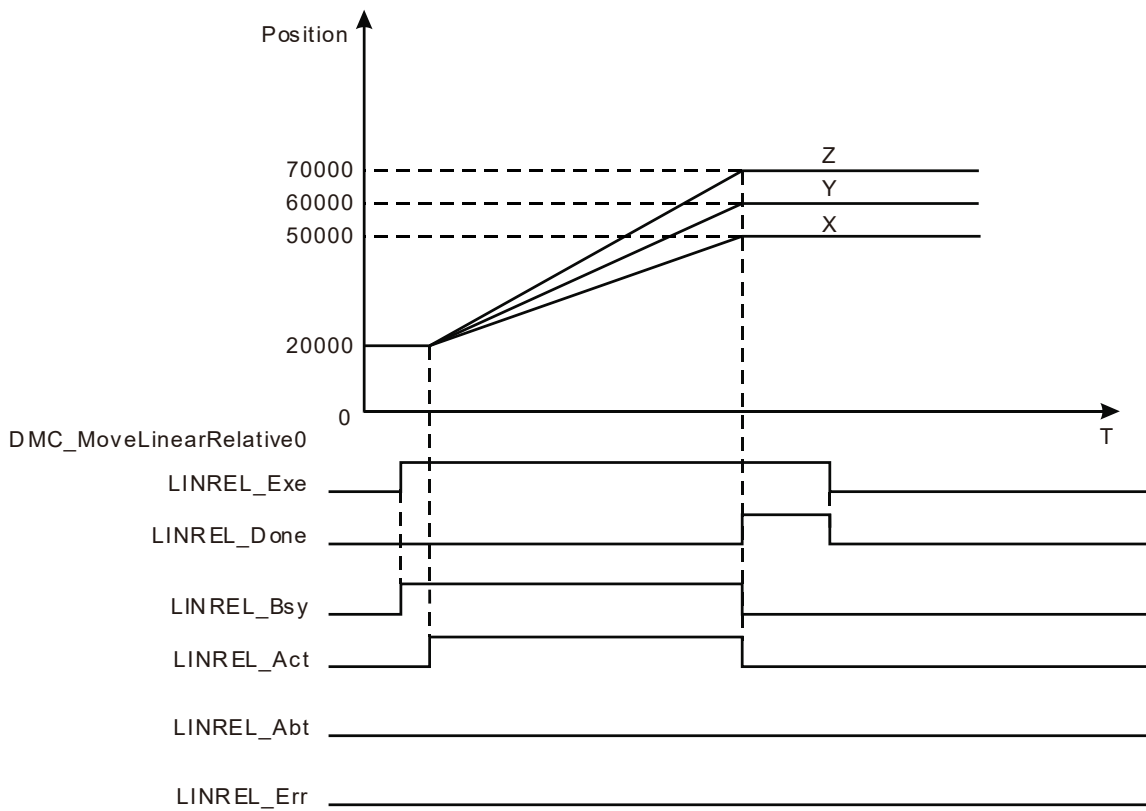 Position
Z
70000
Y
60000
X
50000
20000
0
T
DMC_MoveLinearRelative0
LINREL_Exe
LINREL_Done
LINREL_Bsy
LINREL_Act
LINREL_Abt
LINREL_Err